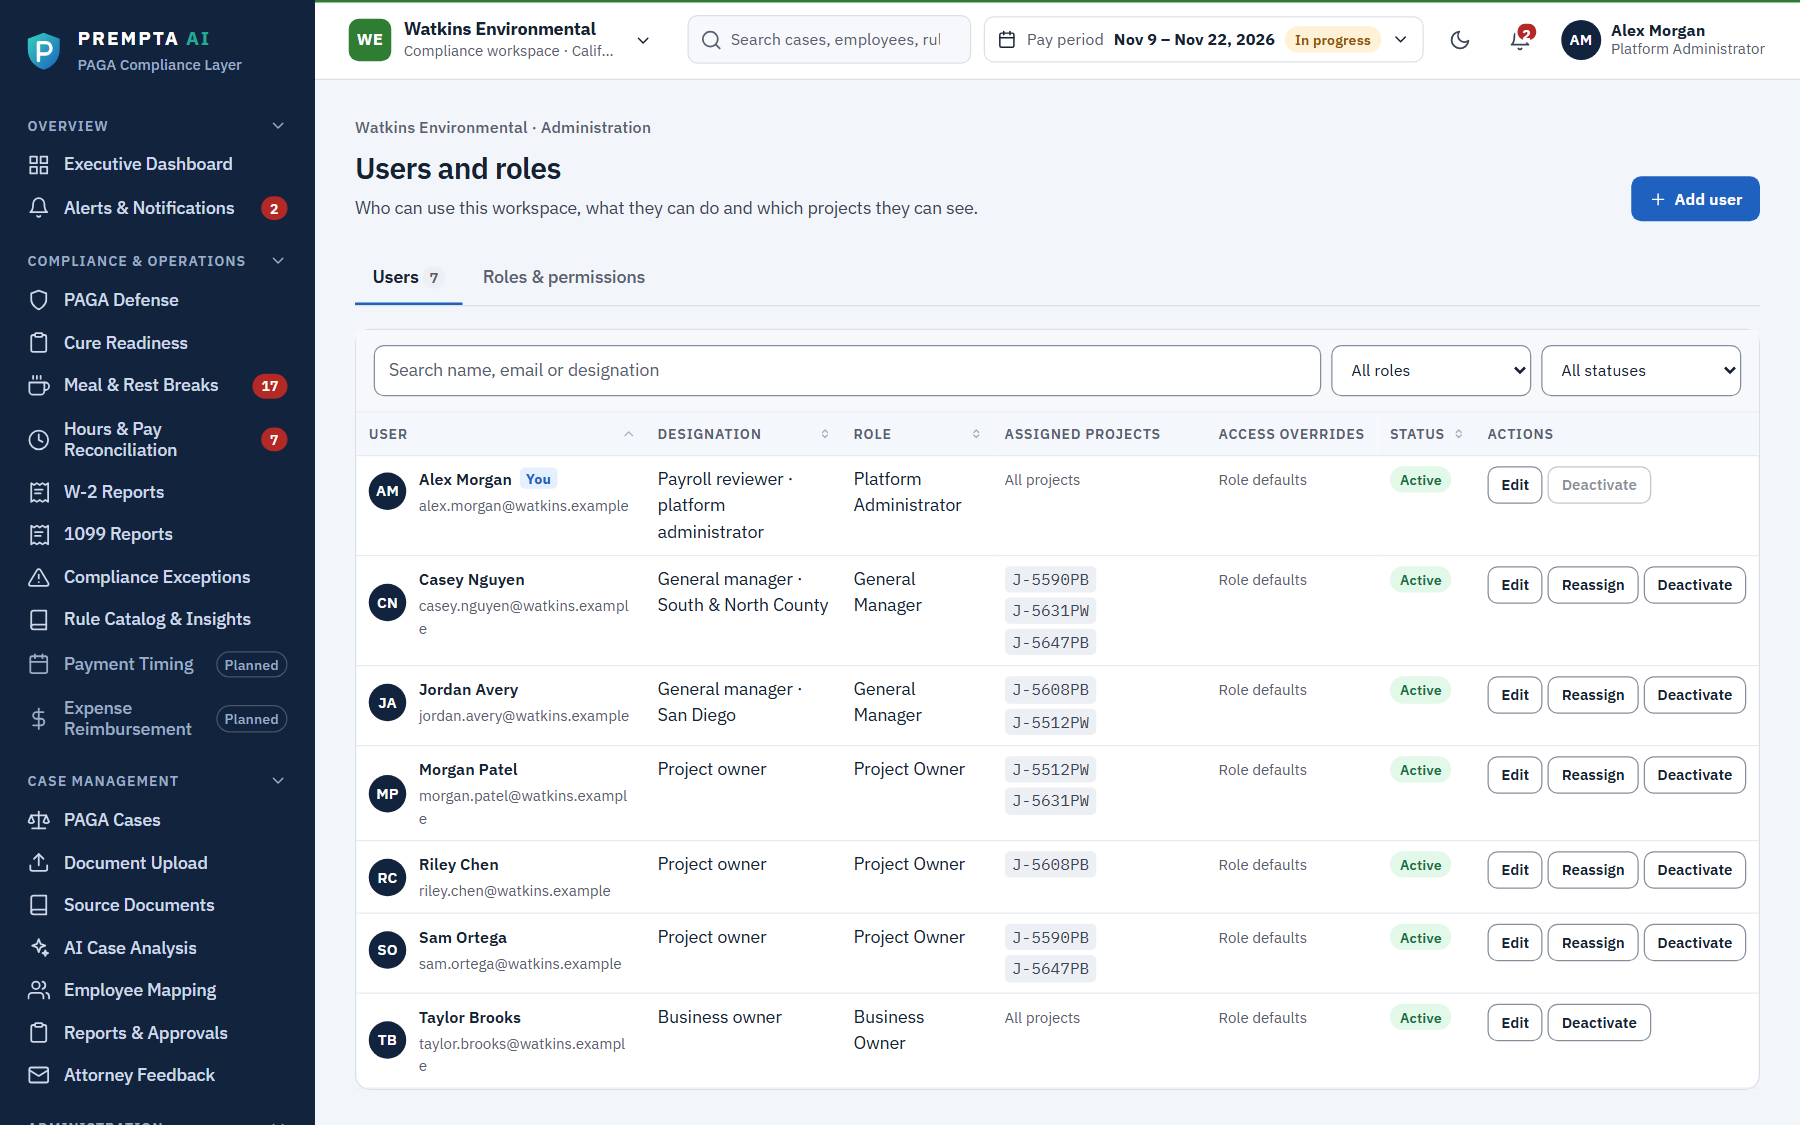 PREMPTA AI
PAGA Compliance Layer
OVERVIEW
Executive Dashboard
Alerts & Notifications 2
COMPLIANCE & OPERATIONS
PAGA Defense
Cure Readiness
Meal & Rest Breaks 17
Hours & Pay
Reconciliation 7
W-2 Reports
1099 Reports
Compliance Exceptions
Rule Catalog & Insights
Payment Timing Planned
Expense
Reimbursement Planned
CASE MANAGEMENT
PAGA Cases
Document Upload
Source Documents
AI Case Analysis
Employee Mapping
Reports & Approvals
Attorney Feedback
ADMINISTRATION
WE Watkins Environmental
Compliance workspace · Calif...
Search cases, employees, rul
Pay period Nov 9 – Nov 22, 2026 In progress
2
AM Alex Morgan
Platform Administrator
Watkins Environmental · Administration
Users and roles
Who can use this workspace, what they can do and which projects they can see.
Add user
Users 7 Roles & permissions
Search name, email or designation All roles All statuses
USER DESIGNATION ROLE ASSIGNED PROJECTS ACCESS OVERRIDES STATUS ACTIONS
AM Alex Morgan You Payroll reviewer · Platform All projects Role defaults Active Edit Deactivate
alex.morgan@watkins.example platform Administrator
administrator
CN Casey Nguyen General manager · General J-5590PB Role defaults Active Edit Reassign Deactivate
casey.nguyen@watkins.exampl South & North County Manager J-5631PW
e J-5647PB
JA Jordan Avery General manager · General J-5608PB Role defaults Active Edit Reassign Deactivate
jordan.avery@watkins.example San Diego Manager J-5512PW
MP Morgan Patel Project owner Project Owner J-5512PW Role defaults Active Edit Reassign Deactivate
morgan.patel@watkins.exampl J-5631PW
e
RC Riley Chen Project owner Project Owner J-5608PB Role defaults Active Edit Reassign Deactivate
riley.chen@watkins.example
SO Sam Ortega Project owner Project Owner J-5590PB Role defaults Active Edit Reassign Deactivate
sam.ortega@watkins.example J-5647PB
TB Taylor Brooks Business owner Business All projects Role defaults Active Edit Deactivate
taylor.brooks@watkins.exampl Owner
e